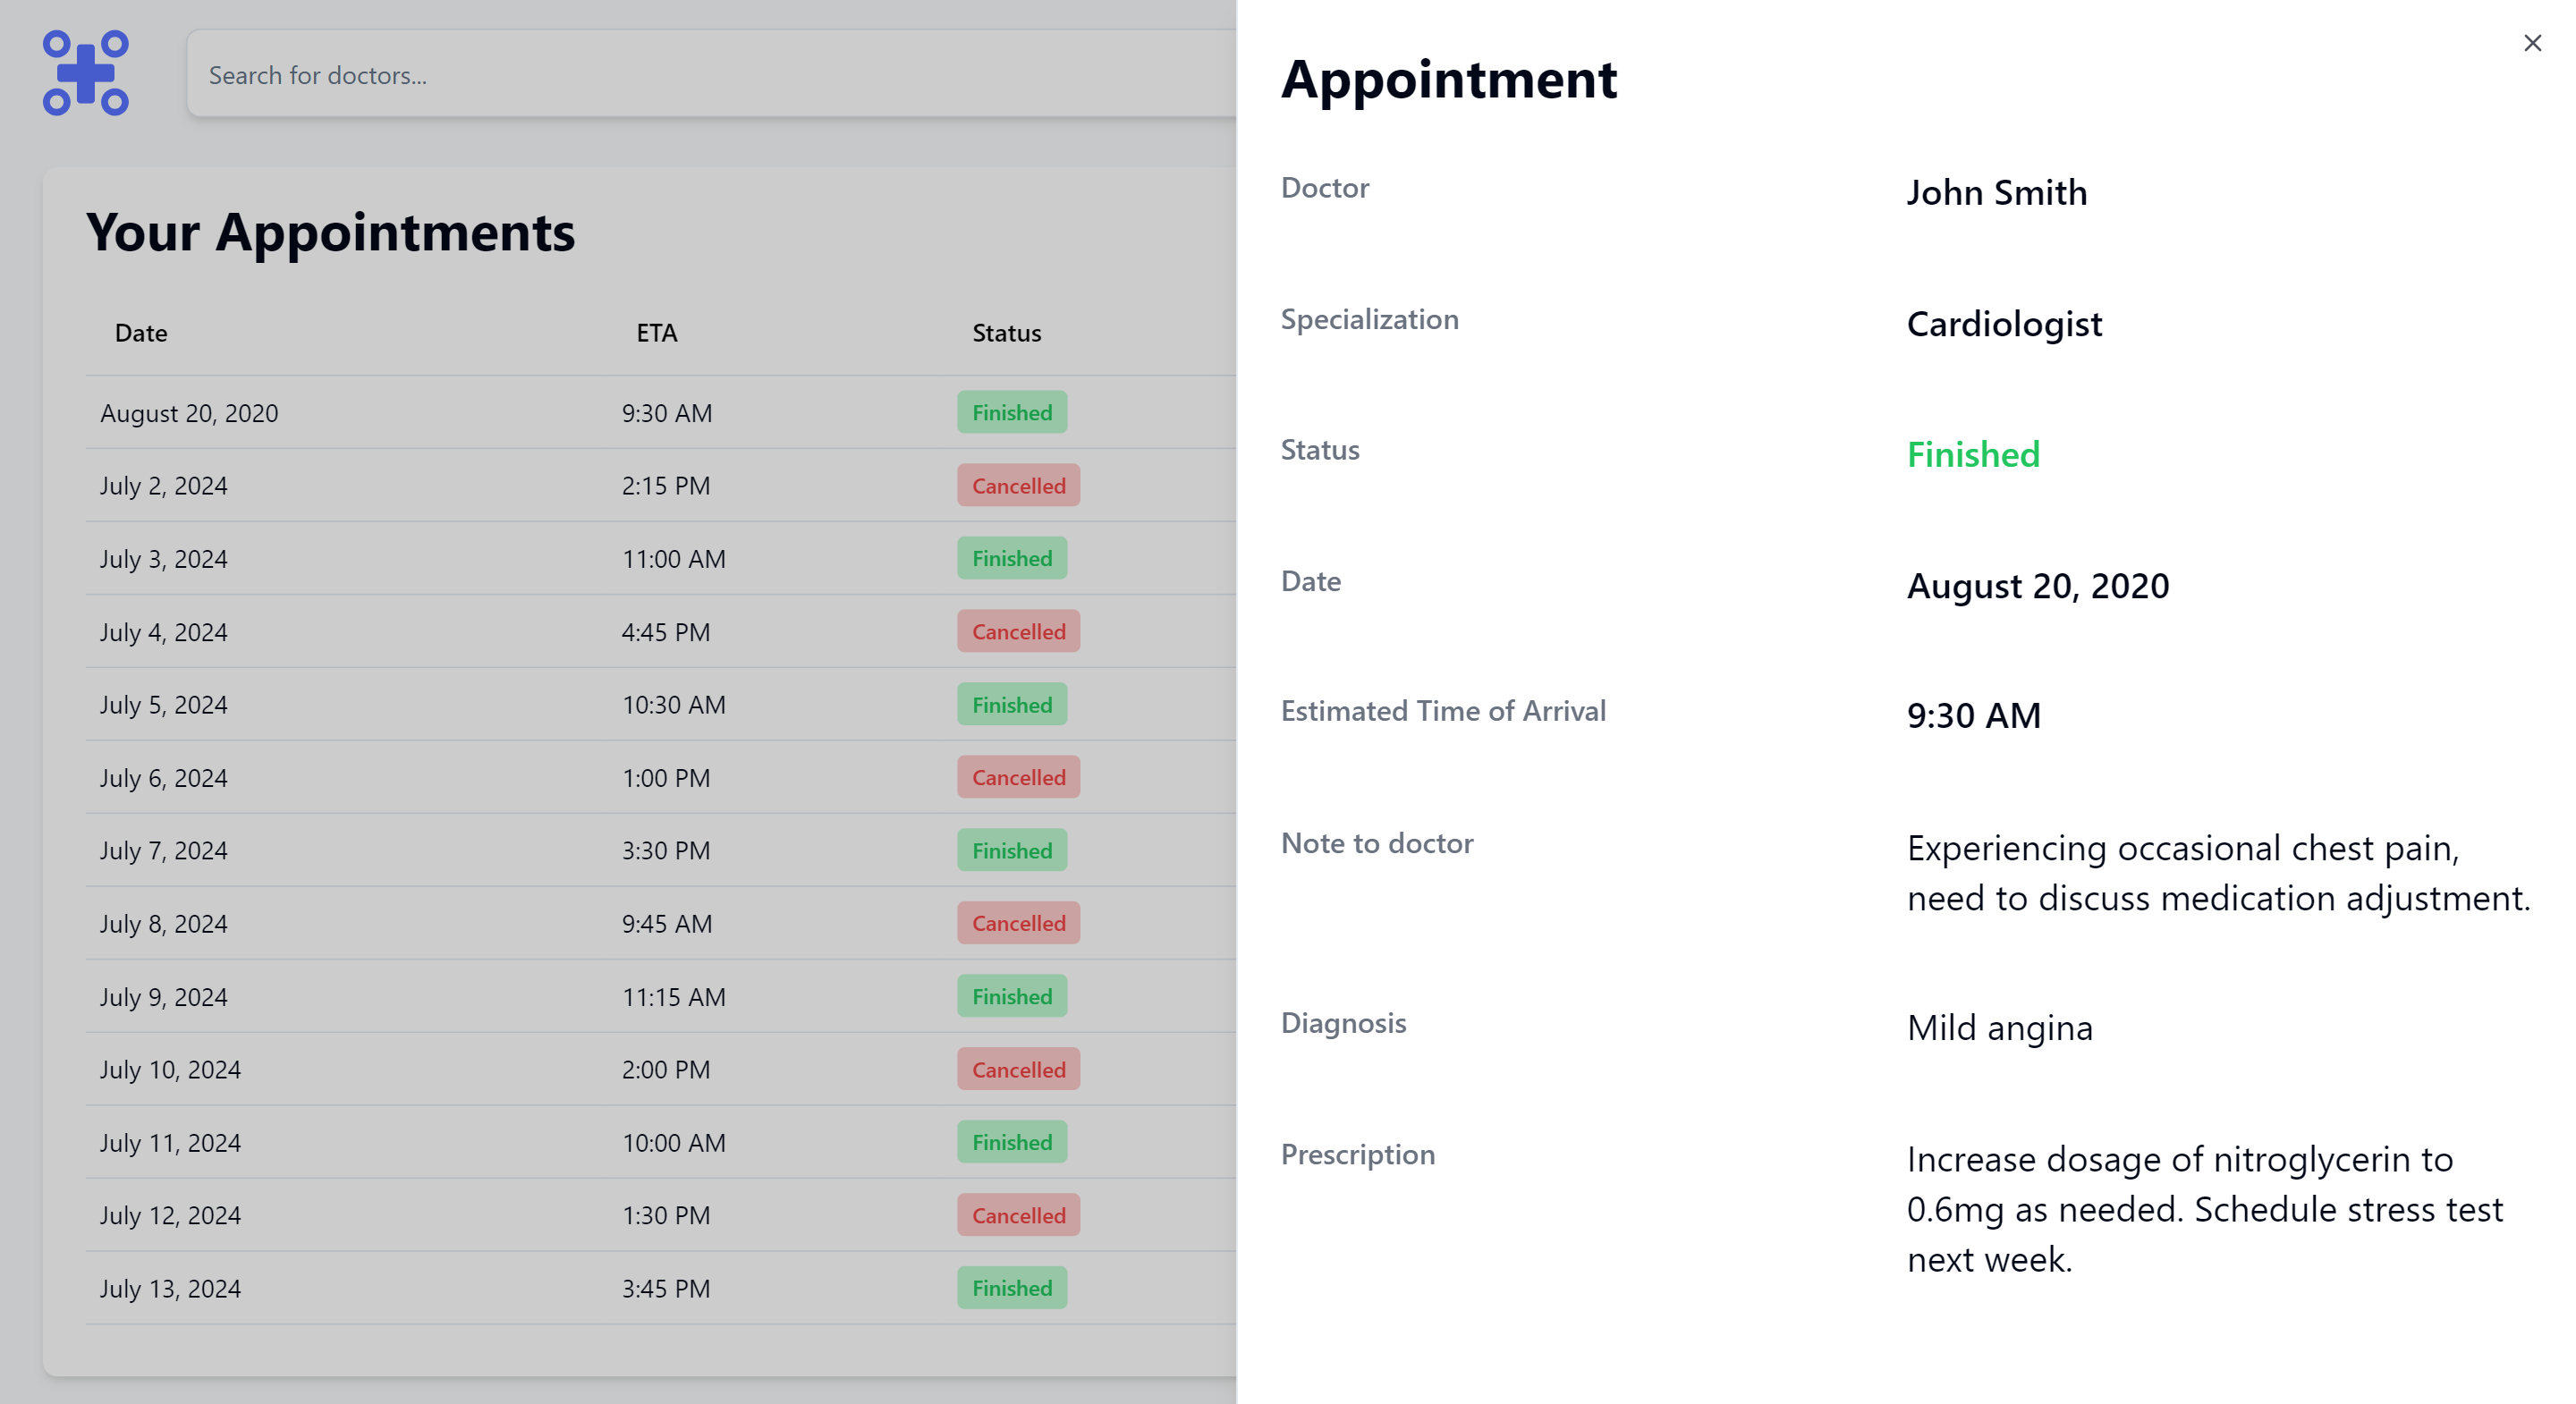 Search for doctors...
Your Appointments
Date ETA Status
August 20, 2020 9:30 AM Finished
July 2, 2024 2:15 PM Cancelled
July 3, 2024 11:00 AM Finished
July 4, 2024 4:45 PM Cancelled
July 5, 2024 10:30 AM Finished
July 6, 2024 1:00 PM Cancelled
July 7, 2024 3:30 PM Finished
July 8, 2024 9:45 AM Cancelled
July 9, 2024 11:15 AM Finished
July 10, 2024 2:00 PM Cancelled
July 11, 2024 10:00 AM Finished
July 12, 2024 1:30 PM Cancelled
July 13, 2024 3:45 PM Finished
Appointment
Doctor John Smith
Specialization Cardiologist
Status Finished
Date August 20, 2020
Estimated Time of Arrival 9:30 AM
Note to doctor Experiencing occasional chest pain,
need to discuss medication adjustment.
Diagnosis Mild angina
Prescription Increase dosage of nitroglycerin to
0.6mg as needed. Schedule stress test
next week.